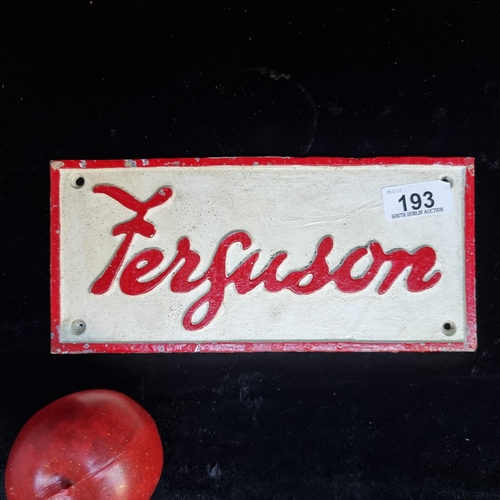 Ferguson
193
SOUTH DUBLIN AUCTION